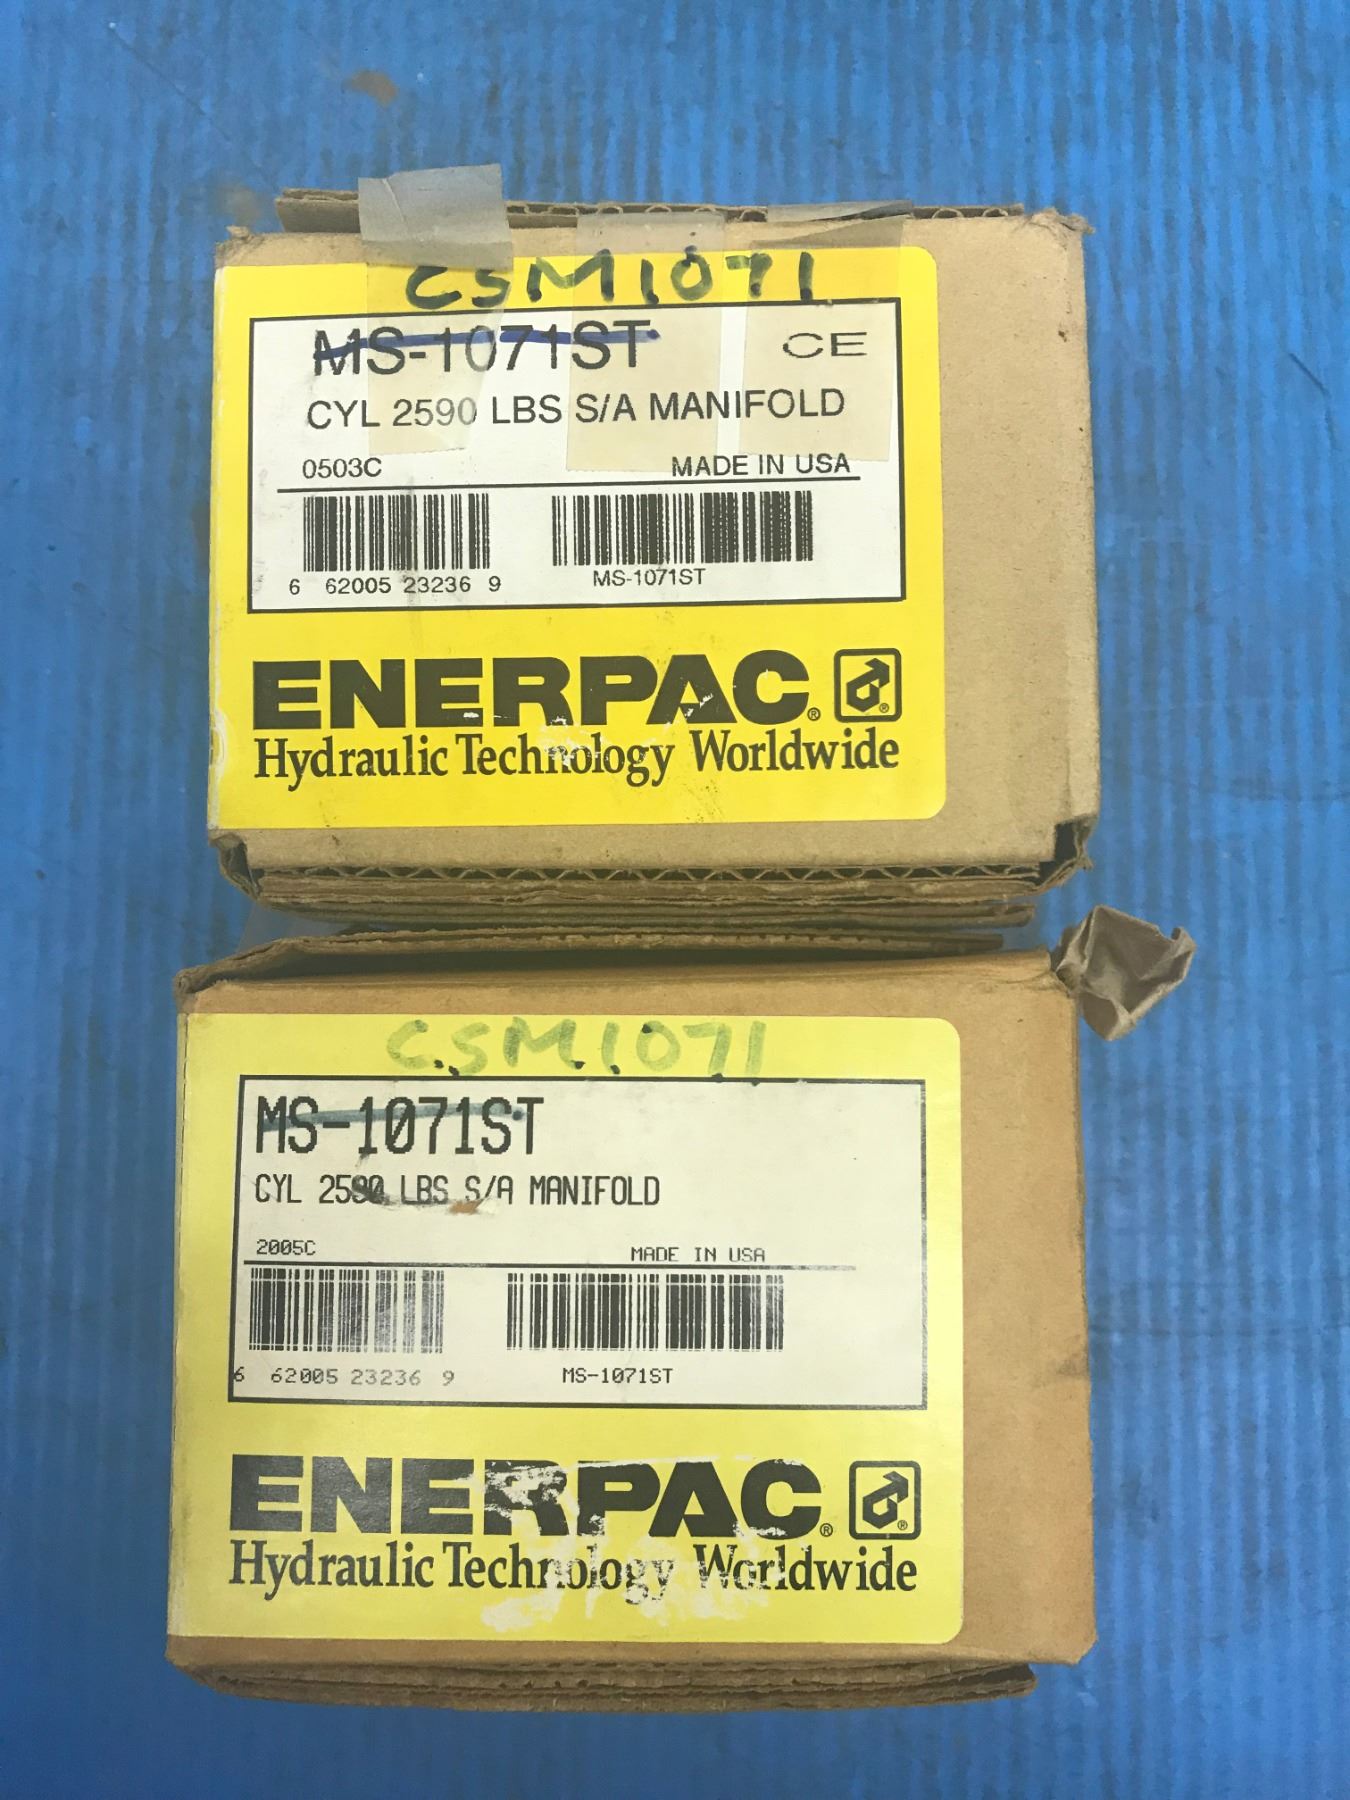 CSM1071
MS-1071ST CE
CYL 2590 LBS S/A MANIFOLD
0503C MADE IN USA
6 62005 23236 9 MS-1071ST
ENERPAC®
Hydraulic Technology Worldwide
CSM1071
MS-1071ST
CYL 2590 LBS S/A MANIFOLD
2005C MADE IN USA
6 62005 23236 9 MS-1071ST
ENERPAC®
Hydraulic Technology Worldwide